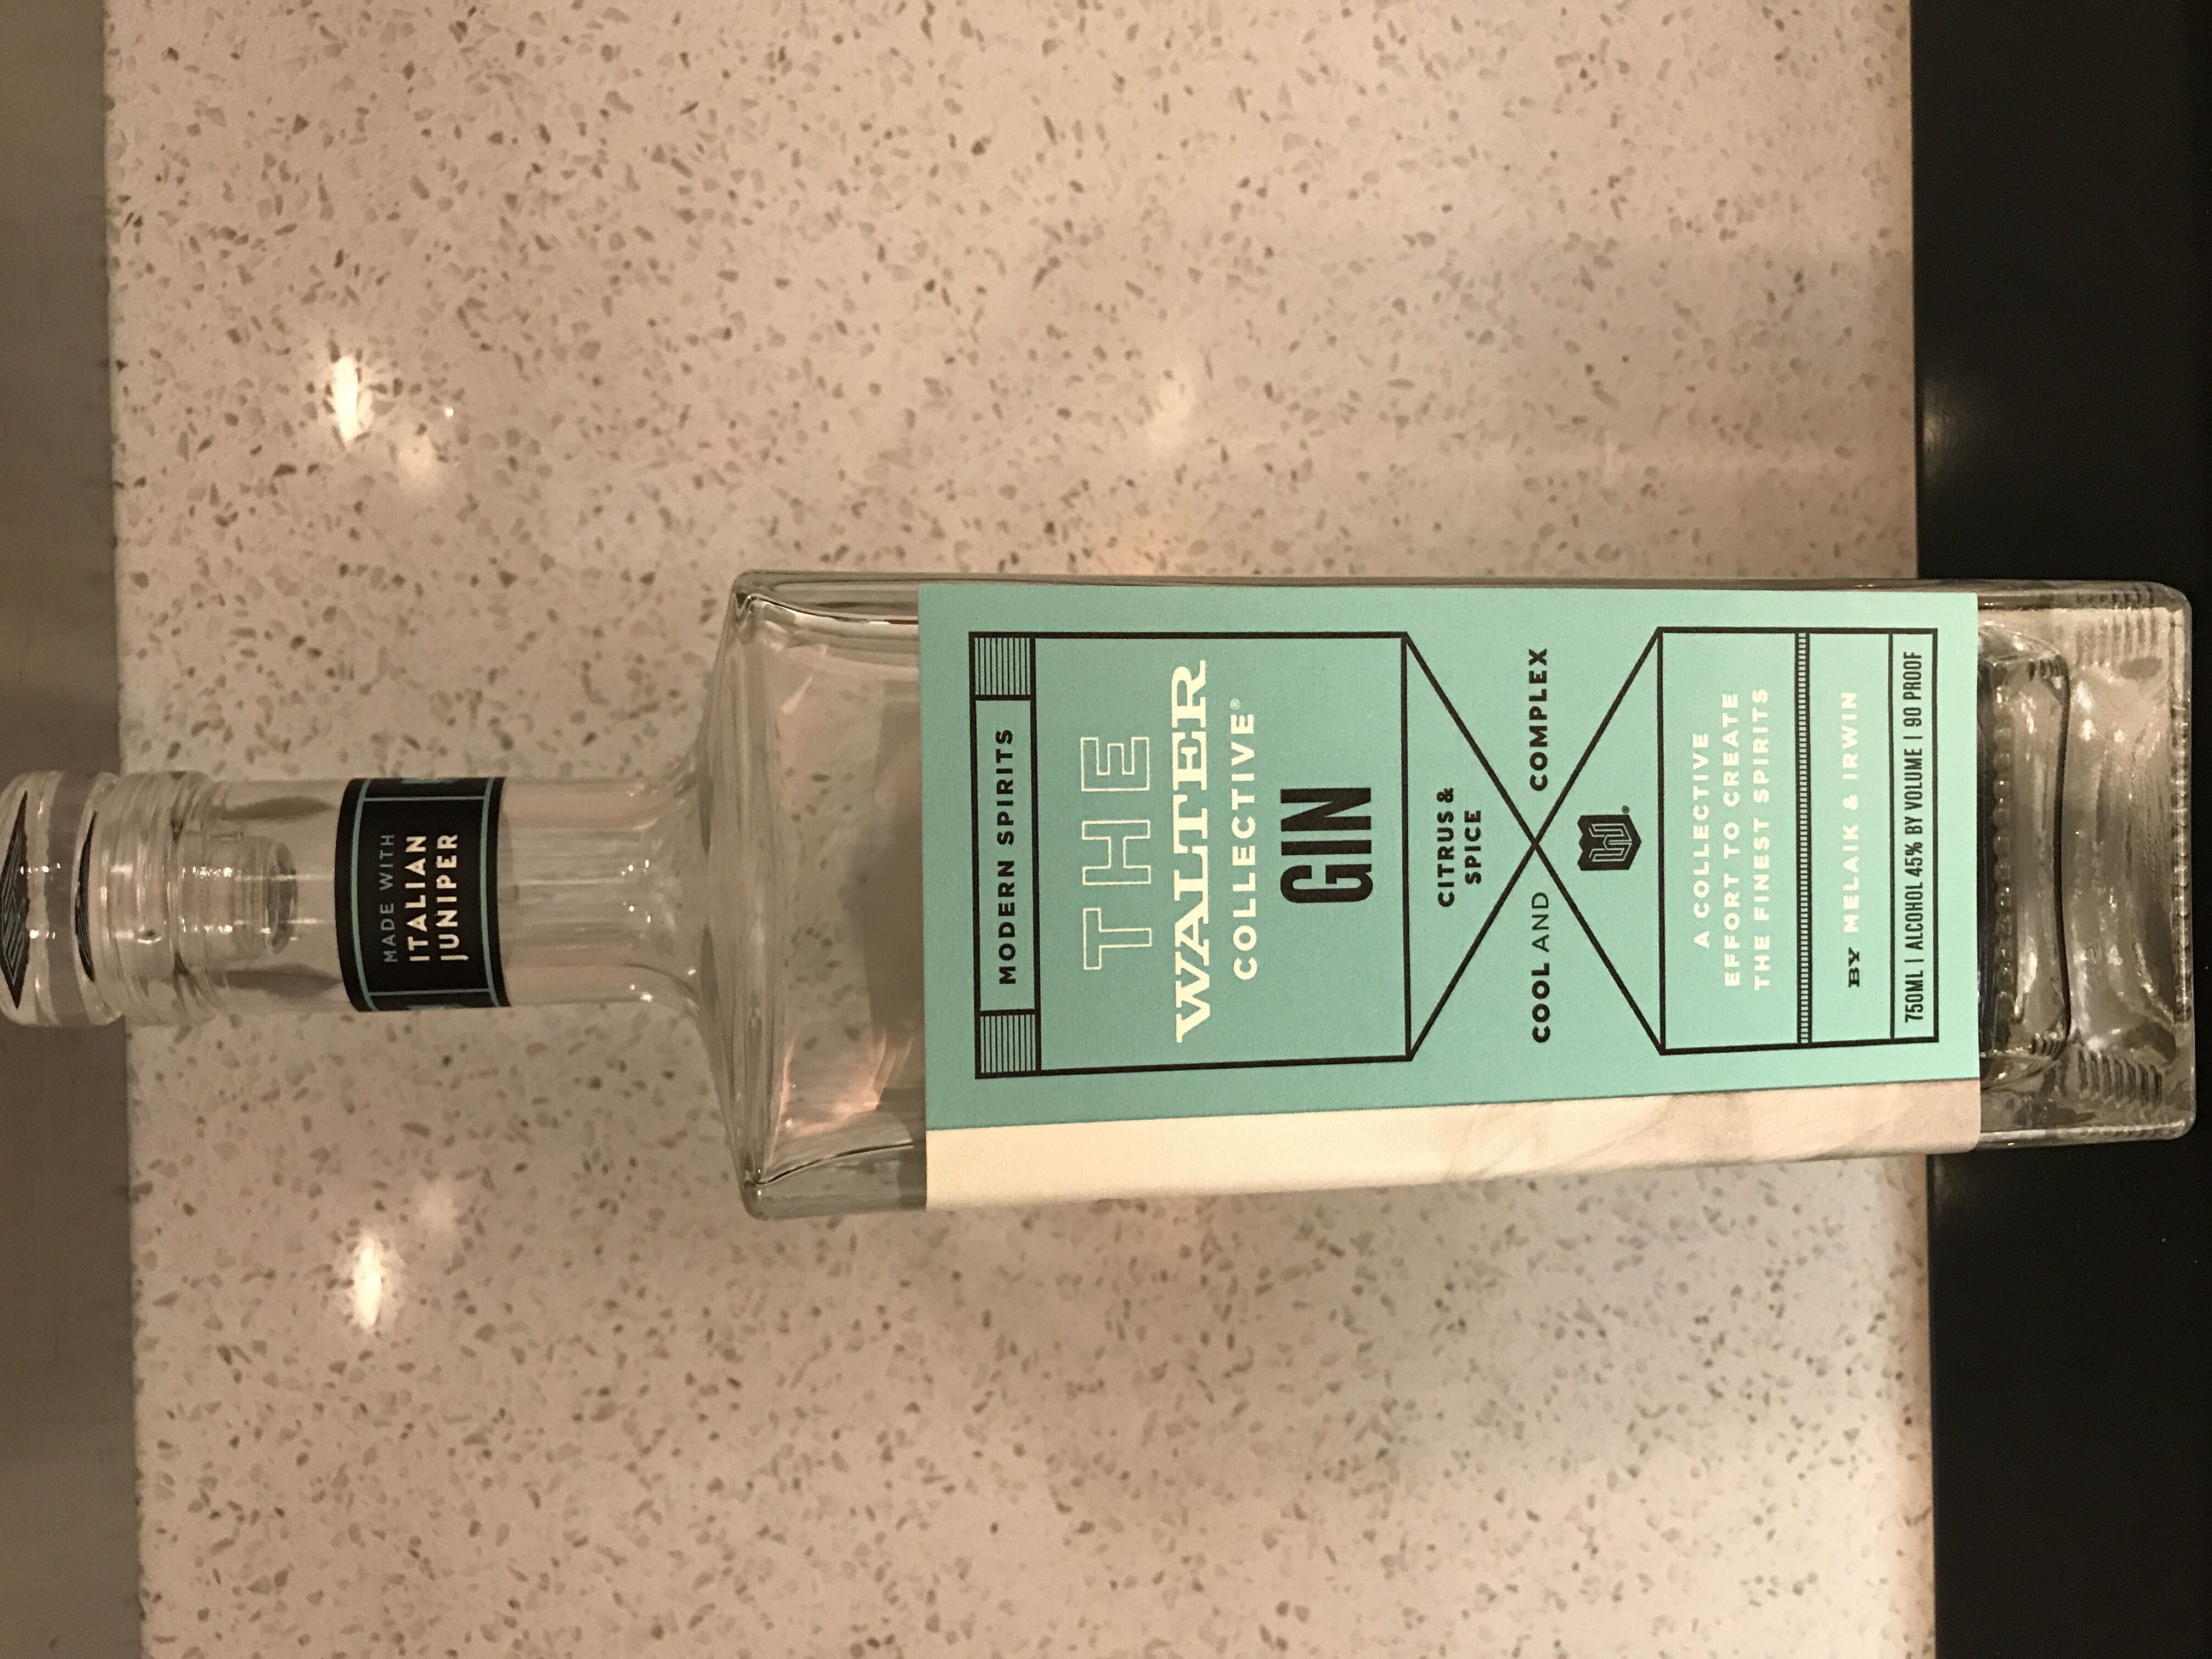 MADE WITH
ITALIAN
JUNIPER
MODERN SPIRITS
THE
WALTER
COLLECTIVE®
GIN
CITRUS &
SPICE
COOL AND COMPLEX
A COLLECTIVE
EFFORT TO CREATE
THE FINEST SPIRITS
BY MELAIK & IRWIN
750ML | ALCOHOL 45% BY VOLUME | 90 PROOF